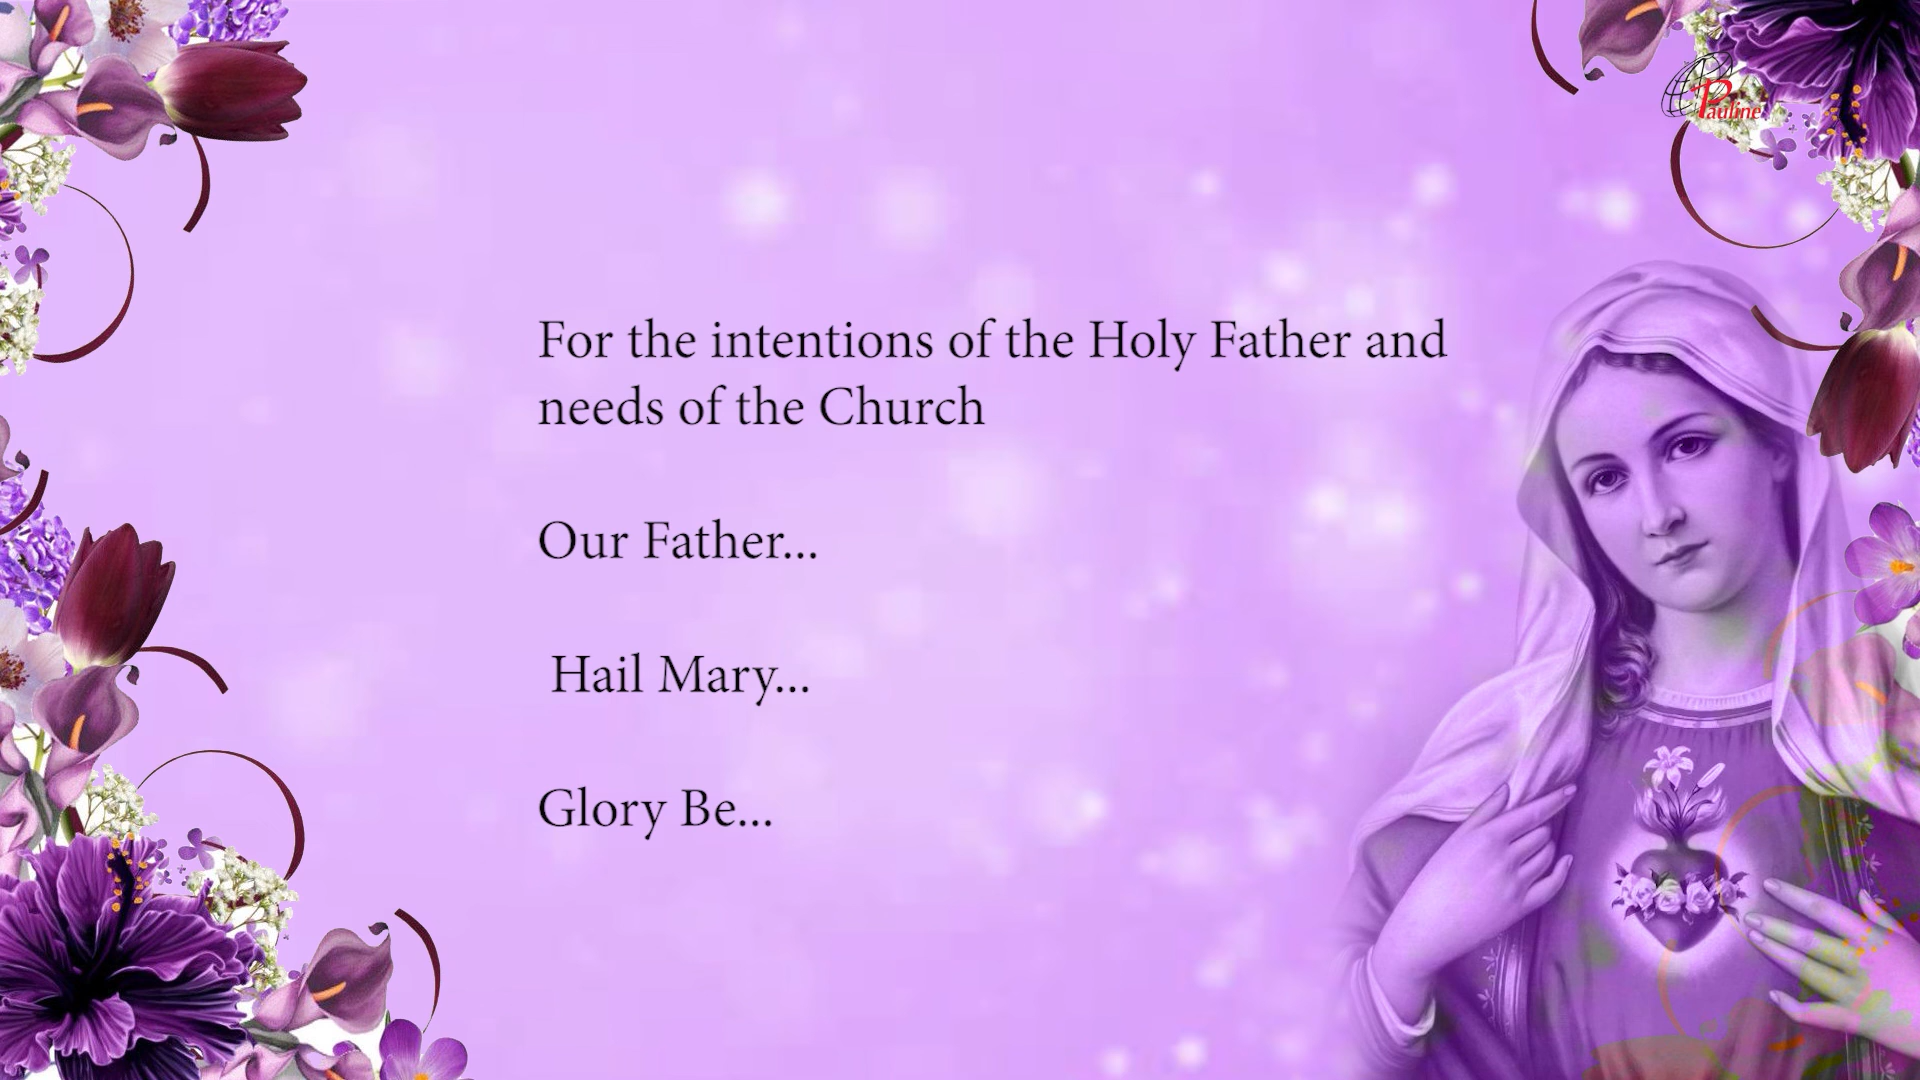 Pauline
For the intentions of the Holy Father and
needs of the Church
Our Father...
Hail Mary...
Glory Be...